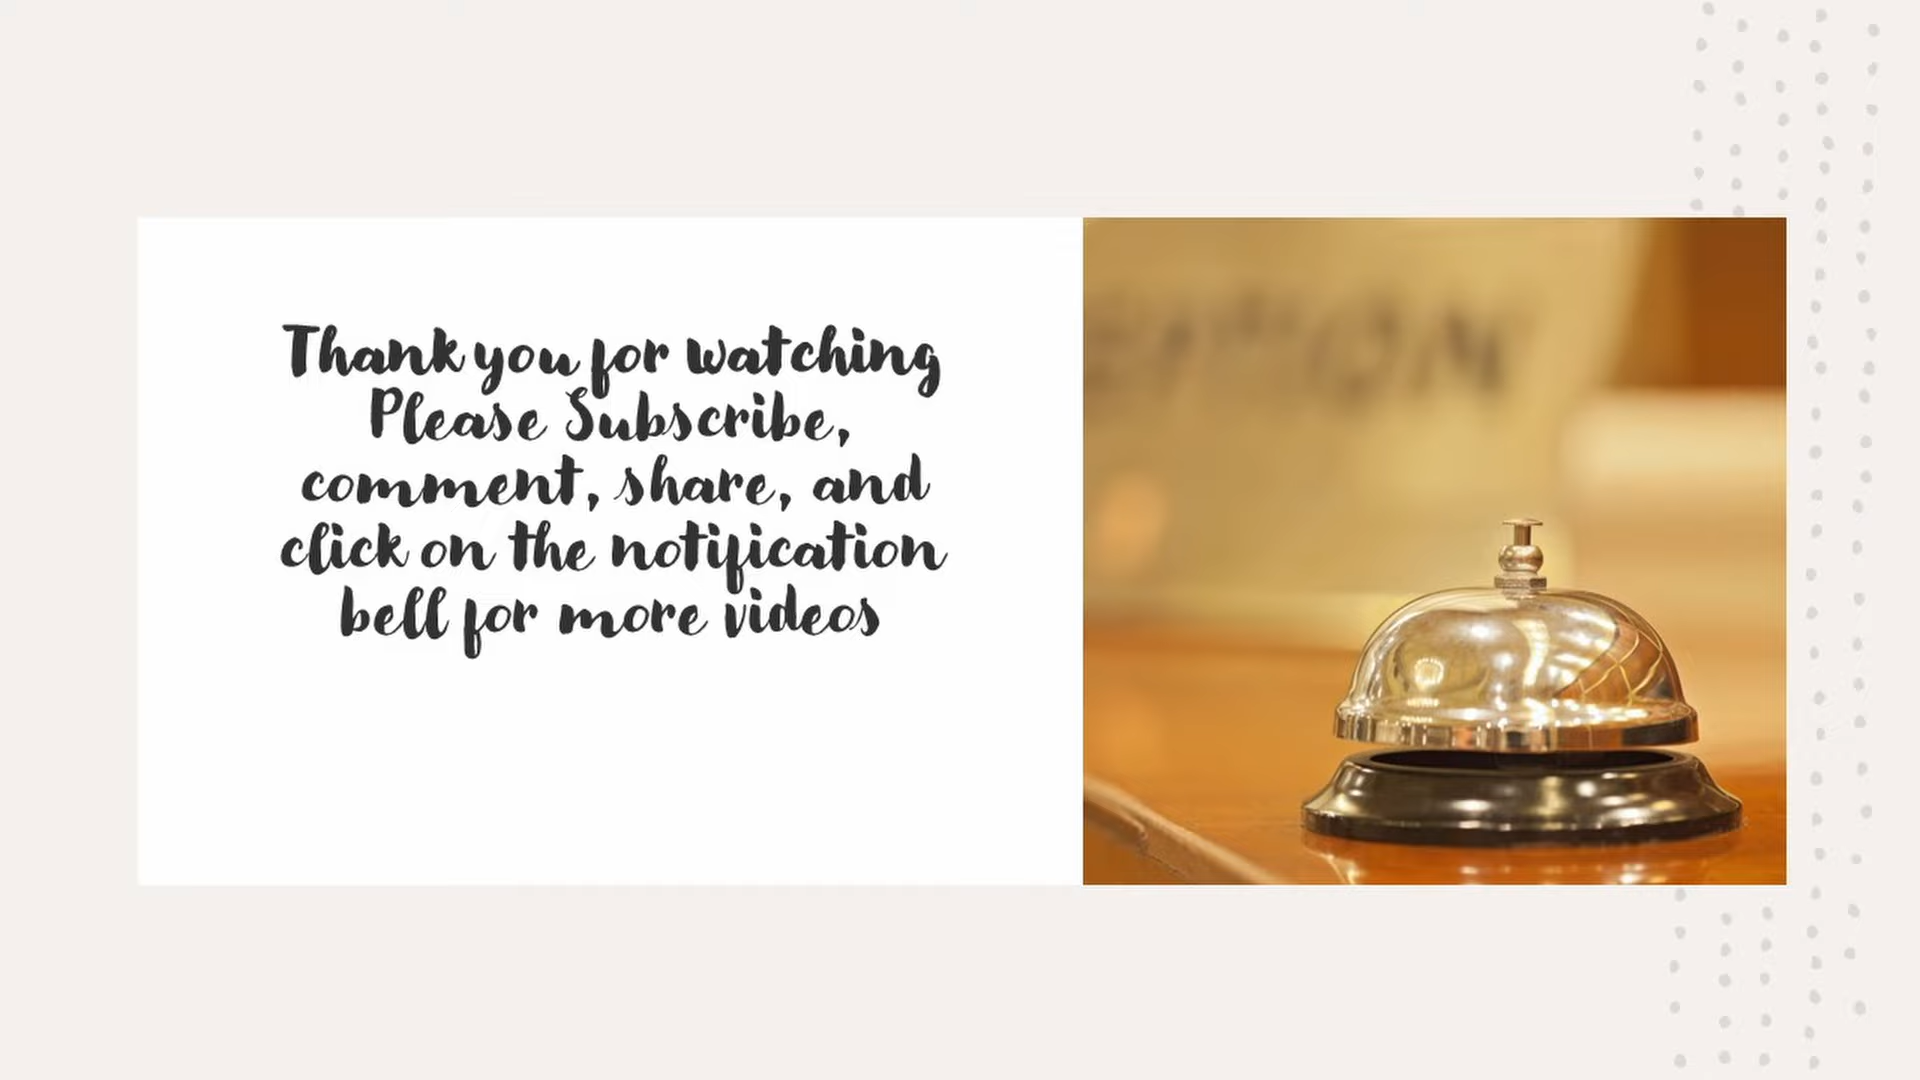 Thank you for watching
Please Subscribe,
comment, share, and
click on the notification
bell for more videos